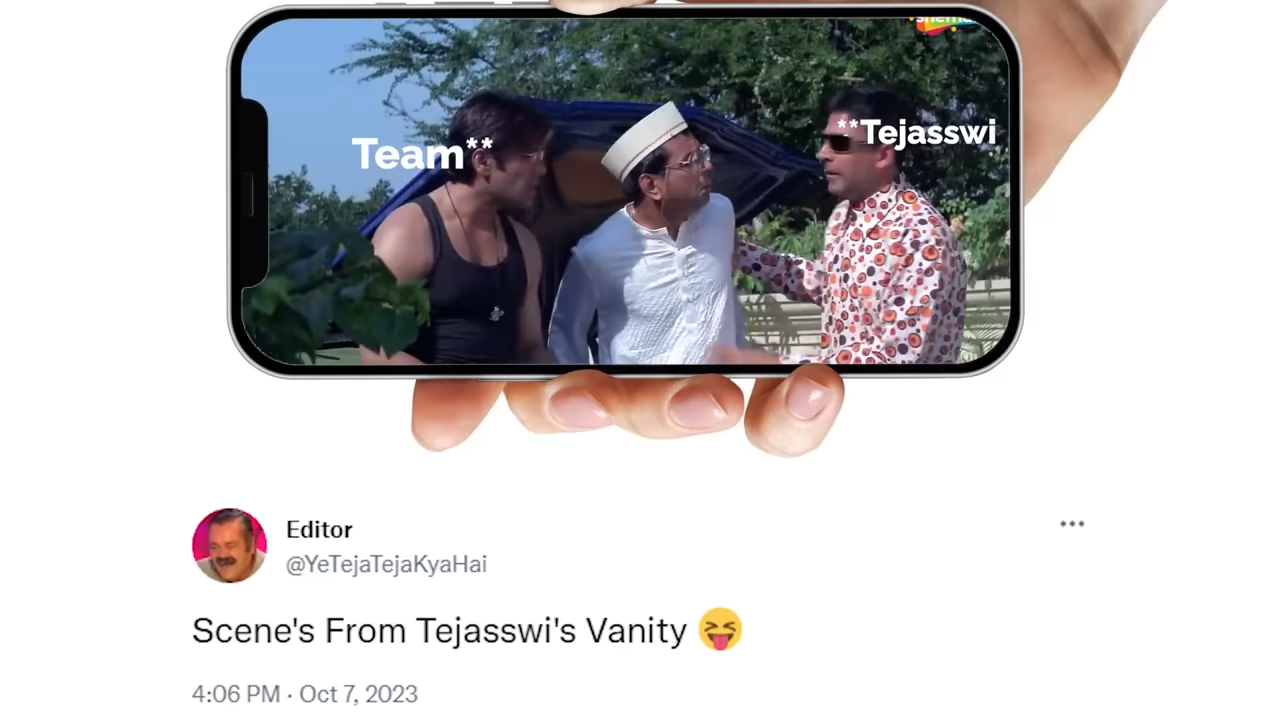 Team**
**Tejasswi
Editor
@YeTejaTejaKyaHai
Scene's From Tejasswi's Vanity 😝
4:06 PM · Oct 7, 2023